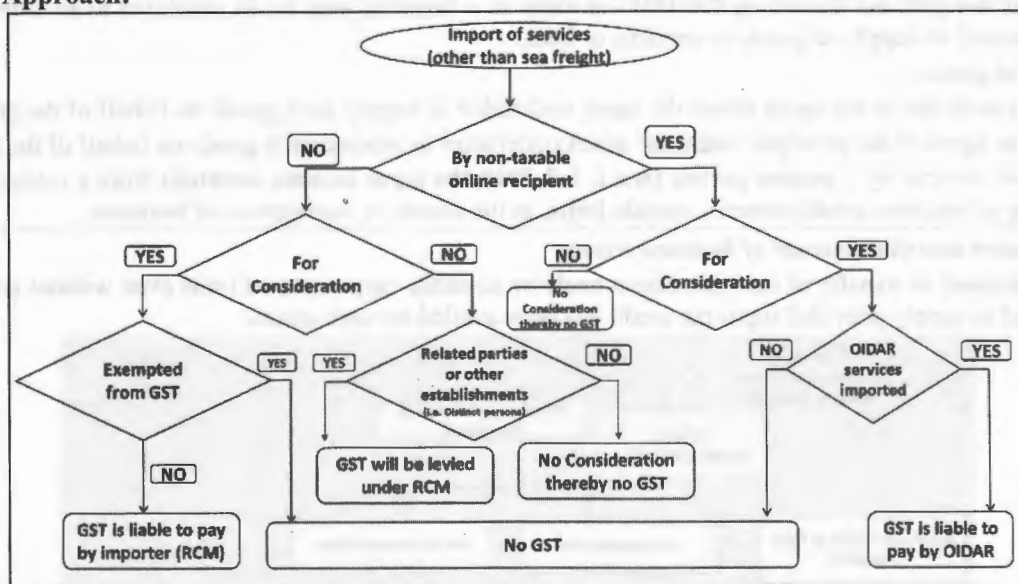 Approach:
Import of services
(other than sea freight)
NO
YES
By non-taxable
online recipient
YES
NO
NO
YES
For
Consideration
For
Consideration
No
Consideration
thereby no GST
Exempted
from GST
YES
YES
Related parties
or other
establishments
(i.e. Distinct persons)
NO
NO
OIDAR
services
imported
YES
NO
GST will be levied
under RCM
No Consideration
thereby no GST
GST is liable to pay
by importer (RCM)
No GST
GST is liable to
pay by OIDAR